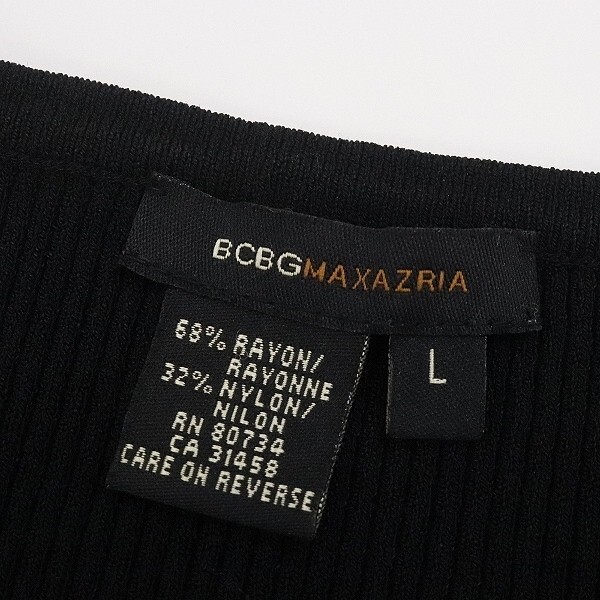 BCBGMAXAZRIA
68% RAYON/
RAYONNE
32% NYLON/
NILON
RN 80734
CA 31458
CARE ON REVERSE
L